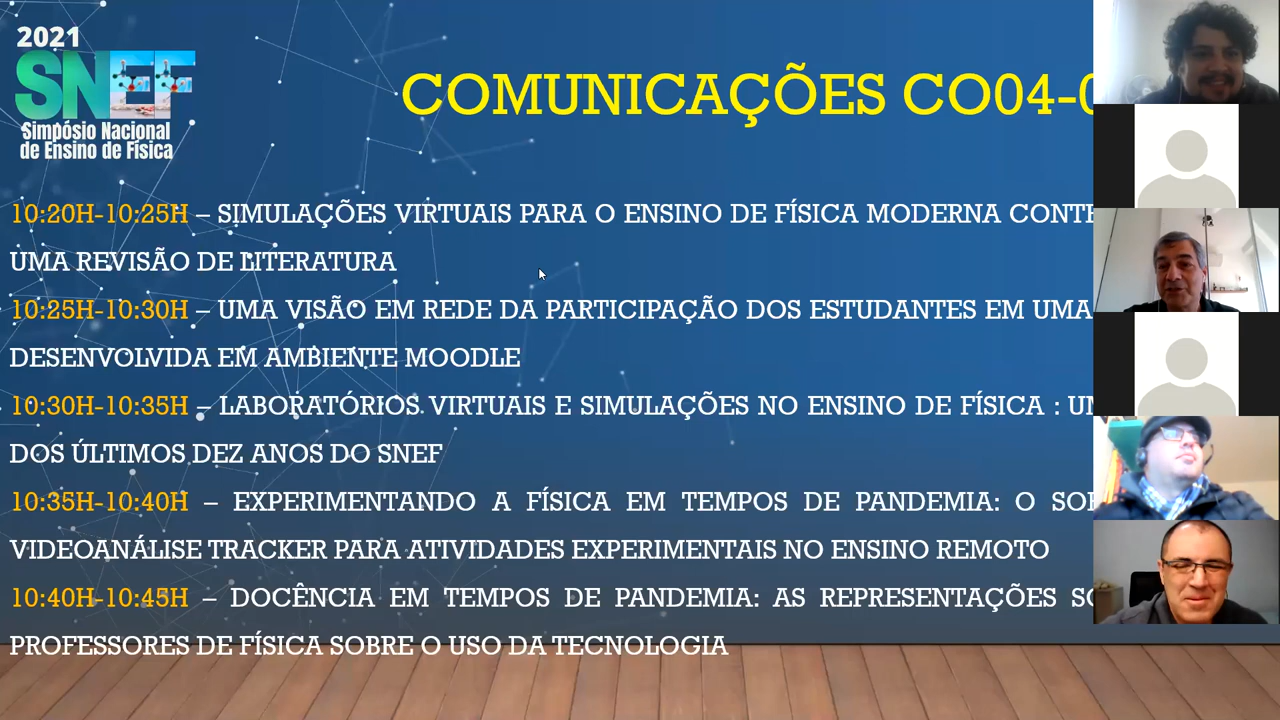 2021
SNEF
Simpósio Nacional
de Ensino de Física
COMUNICAÇÕES CO04-
10:20H-10:25H – SIMULAÇÕES VIRTUAIS PARA O ENSINO DE FÍSICA MODERNA
UMA REVISÃO DE LITERATURA
10:25H-10:30H – UMA VISÃO EM REDE DA PARTICIPAÇÃO DOS ESTUDANTES EM UMA
DESENVOLVIDA EM AMBIENTE MOODLE
10:30H-10:35H – LABORATÓRIOS VIRTUAIS E SIMULAÇÕES NO ENSINO DE FÍSICA :
DOS ÚLTIMOS DEZ ANOS DO SNEF
10:35H-10:40H – EXPERIMENTANDO A FÍSICA EM TEMPOS DE PANDEMIA: O
VIDEOANÁLISE TRACKER PARA ATIVIDADES EXPERIMENTAIS NO ENSINO REMOTO
10:40H-10:45H – DOCÊNCIA EM TEMPOS DE PANDEMIA: AS REPRESENTAÇÕES
PROFESSORES DE FÍSICA SOBRE O USO DA TECNOLOGIA